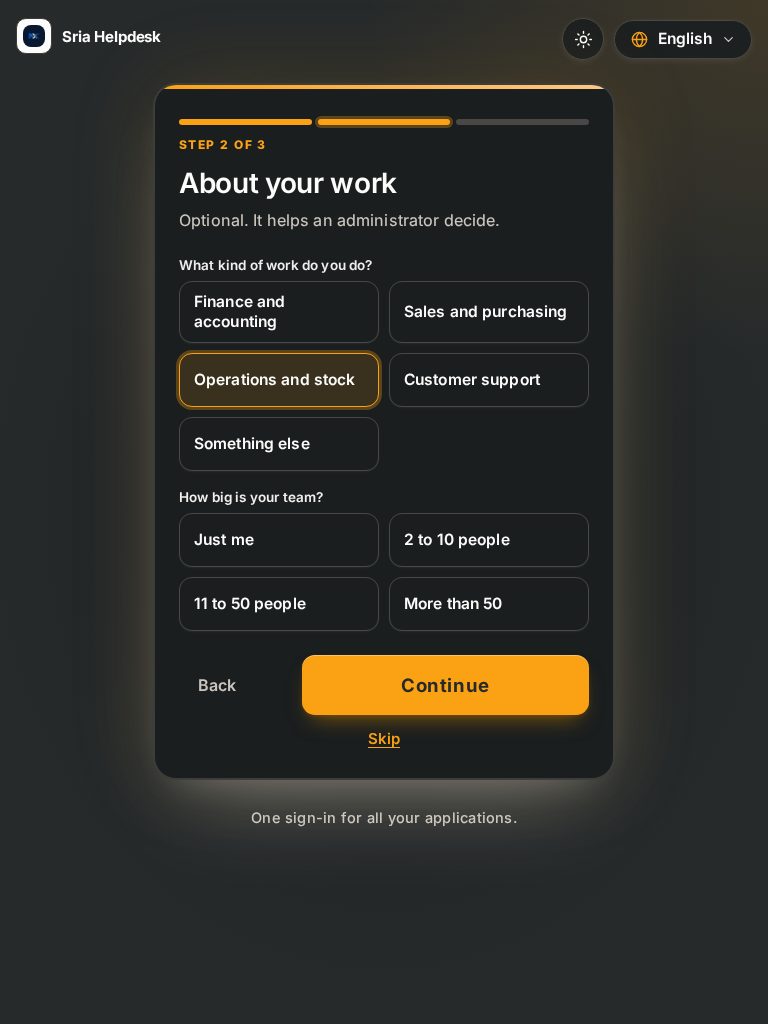 Sria Helpdesk
English
STEP 2 OF 3
About your work
Optional. It helps an administrator decide.
What kind of work do you do?
Finance and
accounting
Sales and purchasing
Operations and stock
Customer support
Something else
How big is your team?
Just me
2 to 10 people
11 to 50 people
More than 50
Back
Continue
Skip
One sign-in for all your applications.